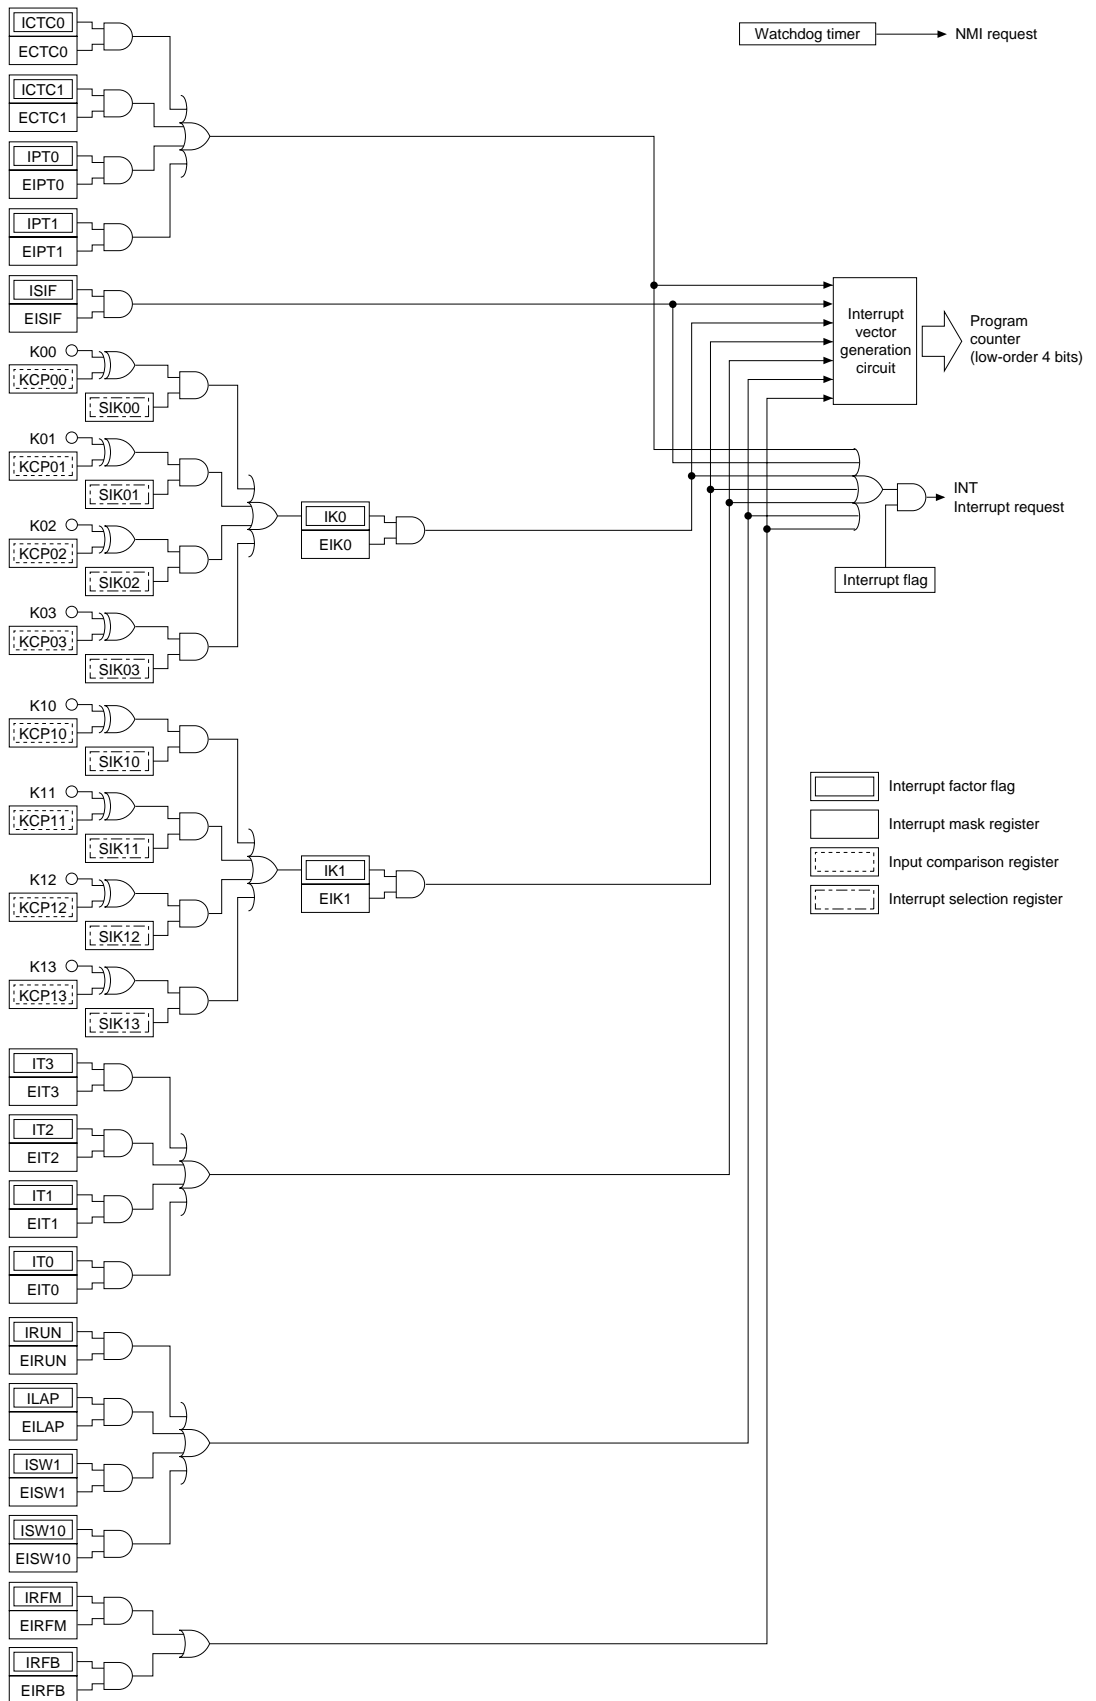 ICTC0
ECTC0
Watchdog timer
NMI request
ICTC1
ECTC1
IPT0
EIPT0
IPT1
EIPT1
ISIF
EISIF
Interrupt
vector
generation
circuit
Program
counter
(low-order 4 bits)
K00
KCP00
SIK00
K01
KCP01
SIK01
K02
KCP02
SIK02
K03
KCP03
SIK03
IK0
EIK0
INT
Interrupt request
Interrupt flag
K10
KCP10
SIK10
K11
KCP11
SIK11
K12
KCP12
SIK12
K13
KCP13
SIK13
IK1
EIK1
Interrupt factor flag
Interrupt mask register
Input comparison register
Interrupt selection register
IT3
EIT3
IT2
EIT2
IT1
EIT1
IT0
EIT0
IRUN
EIRUN
ILAP
EILAP
ISW1
EISW1
ISW10
EISW10
IRFM
EIRFM
IRFB
EIRFB